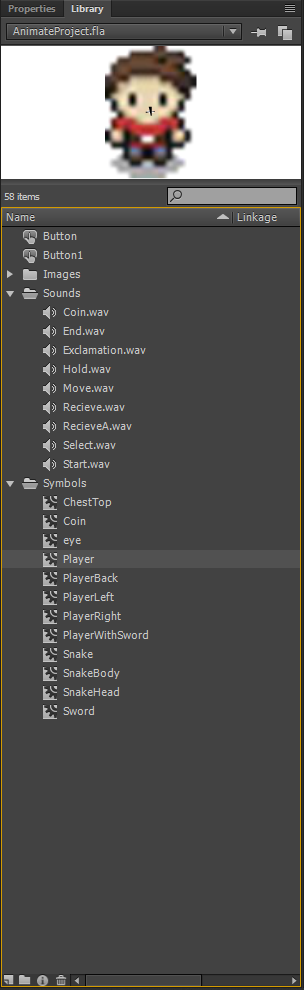 Properties Library
AnimateProject.fla
58 items
Name Linkage
Button
Button1
Images
Sounds
Coin.wav
End.wav
Exclamation.wav
Hold.wav
Move.wav
Recieve.wav
RecieveA.wav
Select.wav
Start.wav
Symbols
ChestTop
Coin
eye
Player
PlayerBack
PlayerLeft
PlayerRight
PlayerWithSword
Snake
SnakeBody
SnakeHead
Sword